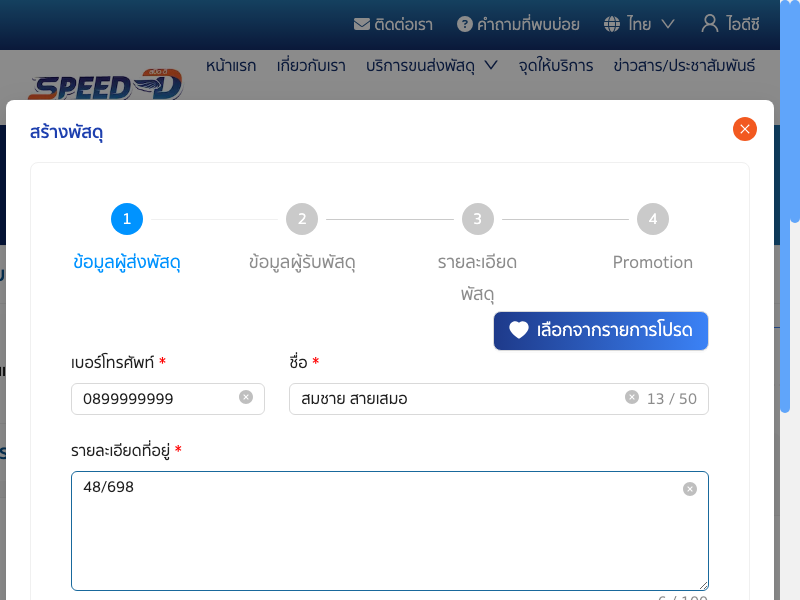 ติดต่อเรา คำถามที่พบบ่อย ไทย ไอดีซี
หน้าแรก เกี่ยวกับเรา บริการขนส่งพัสดุ จุดให้บริการ ข่าวสาร/ประชาสัมพันธ์
SPEED-D
สร้างพัสดุ
1 2 3 4
ข้อมูลผู้ส่งพัสดุ ข้อมูลผู้รับพัสดุ รายละเอียด Promotion
พัสดุ
เลือกจากรายการโปรด
เบอร์โทรศัพท์ * ชื่อ *
0899999999 สมชาย สายเสมอ 13 / 50
รายละเอียดที่อยู่ *
48/698